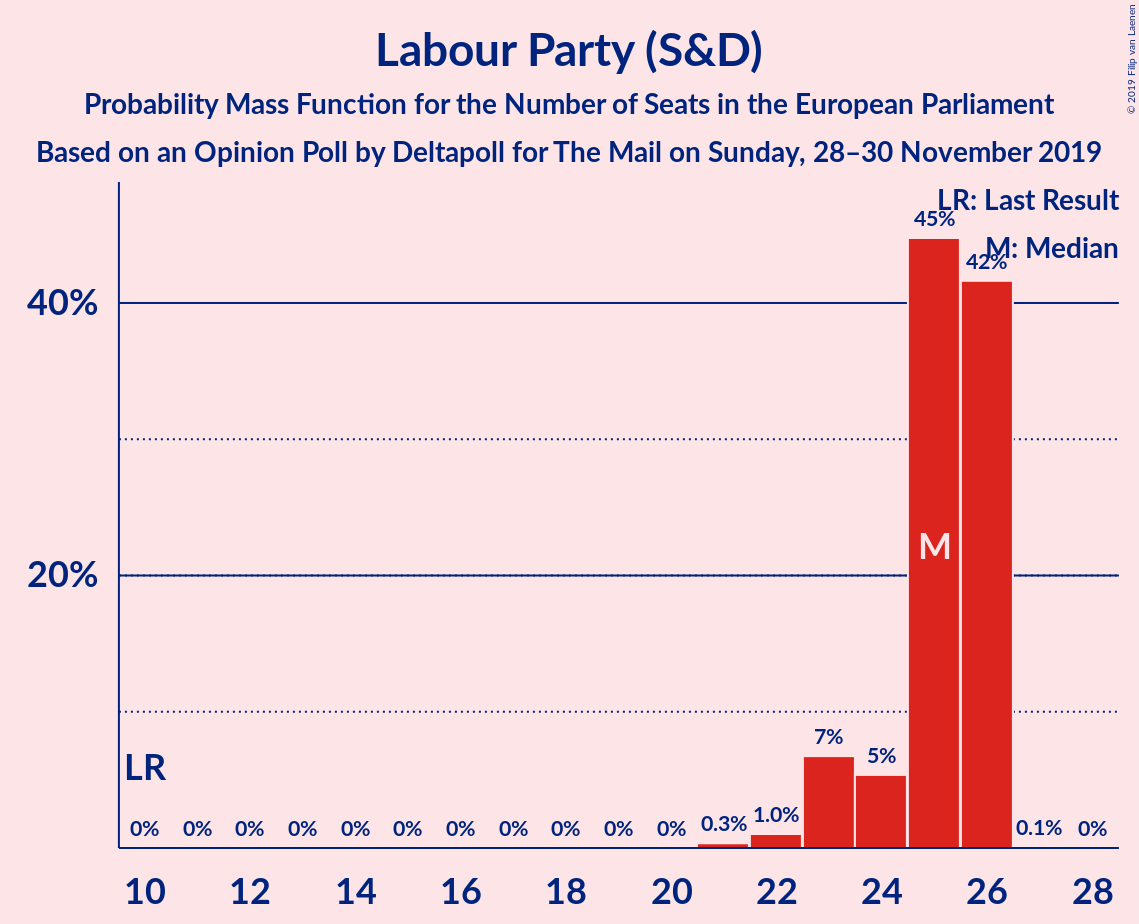 Labour Party (S&D)
Probability Mass Function for the Number of Seats in the European Parliament
Based on an Opinion Poll by Deltapoll for The Mail on Sunday, 28–30 November 2019
© 2019 Filip van Laenen
LR: Last Result
M: Median
45%
42%
40%
20%
M
LR
7%
5%
0% 0% 0% 0% 0% 0% 0% 0% 0% 0% 0% 0.3% 1.0% 0.1% 0%
10 12 14 16 18 20 22 24 26 28